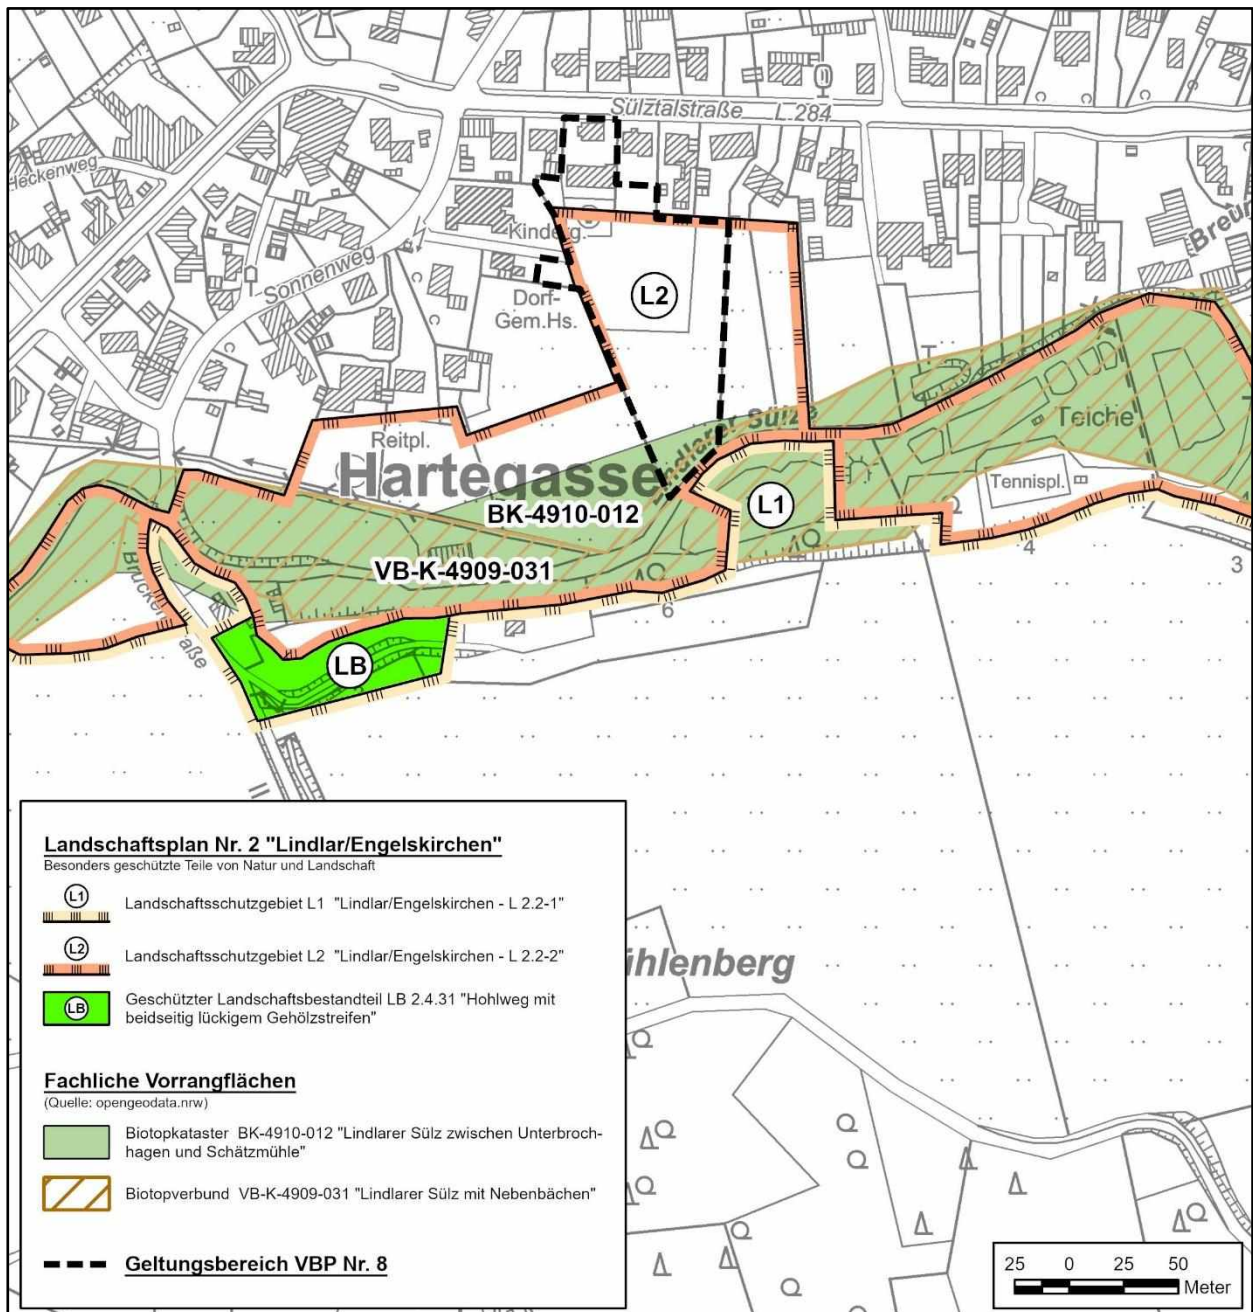 Sülztalstraße L 284
Heckenweg
Sonnenweg
Kinderg.
L2
Dorf-
Gem.Hs.
Reitpl.
Hartegasse
BK-4910-012
L1
Teiche
Tennispl.
VB-K-4909-031
6
4
3
LB
Landschaftsplan Nr. 2 "Lindlar/Engelskirchen"
Besonders geschützte Teile von Natur und Landschaft
L1
Landschaftsschutzgebiet L1 "Lindlar/Engelskirchen - L 2.2-1"
L2
Landschaftsschutzgebiet L2 "Lindlar/Engelskirchen - L 2.2-2"
LB
Geschützter Landschaftsbestandteil LB 2.4.31 "Hohlweg mit
beidseitig lückigem Gehölzstreifen"
Fachliche Vorrangflächen
(Quelle: opengeodata.nrw)
Biotopkataster BK-4910-012 "Lindlarer Sülz zwischen Unterbroch-
hagen und Schätzmühle"
Biotopverbund VB-K-4909-031 "Lindlarer Sülz mit Nebenbächen"
Geltungsbereich VBP Nr. 8
ühlenberg
25 0 25 50
Meter